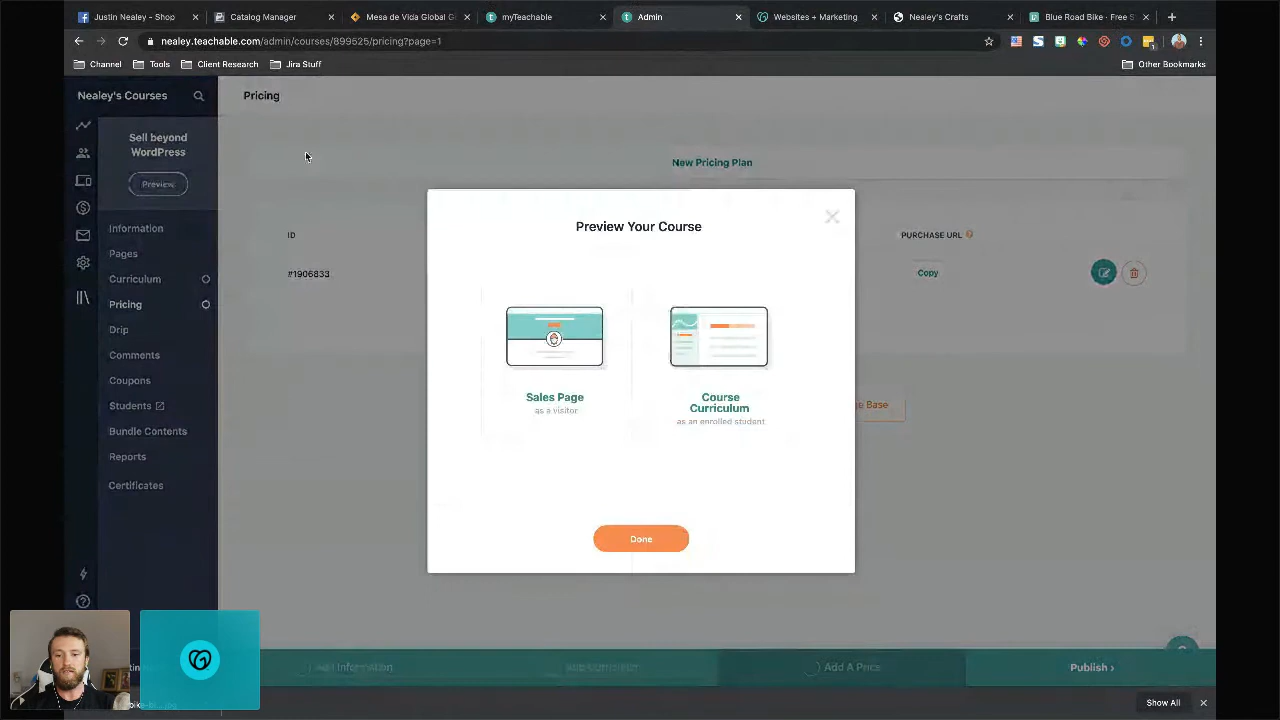 Justin Nealey - Shop
Catalog Manager
Mesa de Vida Global G
myTeachable
Admin
Websites + Marketing
Nealey's Crafts
Blue Road Bike · Free S
nealey.teachable.com/admin/courses/899525/pricing?page=1
Channel
Tools
Client Research
Jira Stuff
Other Bookmarks
Nealey's Courses
Pricing
Sell beyond
WordPress
Preview
New Pricing Plan
Information
Pages
Curriculum
Pricing
Drip
Comments
Coupons
Students
Bundle Contents
Reports
Certificates
ID
PURCHASE URL
#1906833
Copy
Preview Your Course
Sales Page
as a visitor
Course
Curriculum
as an enrolled student
Base
Done
Information
Add A Price
Publish ›
Show All